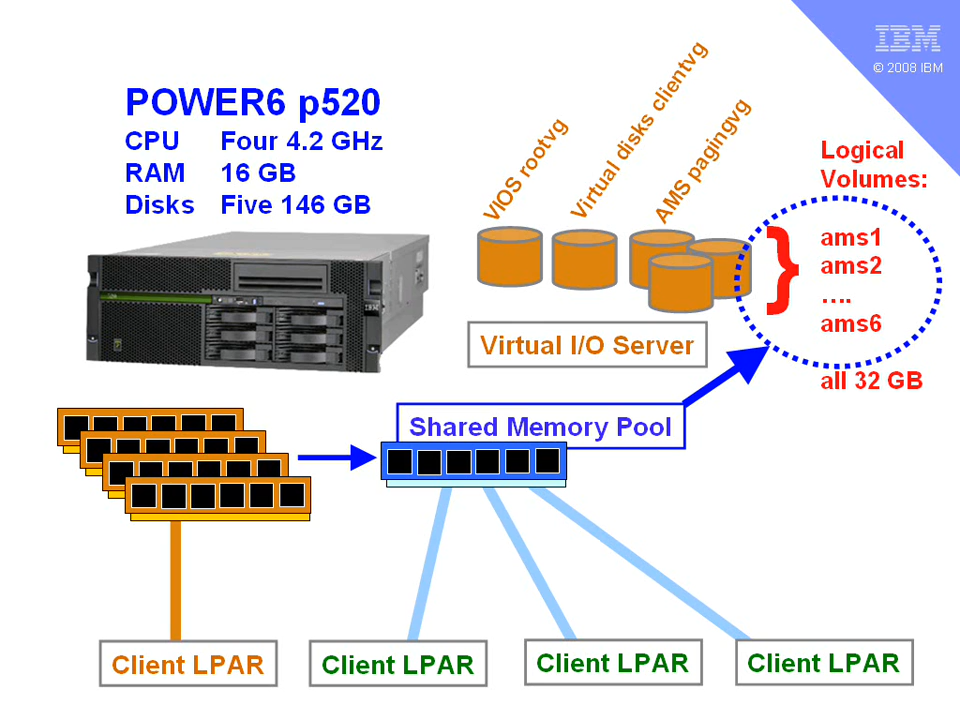 IBM
© 2008 IBM
POWER6 p520
CPU Four 4.2 GHz
RAM 16 GB
Disks Five 146 GB
VIOS rootvg
Virtual disks clientvg
AMS pagingvg
Logical
Volumes:
}
ams1
ams2
….
ams6
all 32 GB
Virtual I/O Server
Shared Memory Pool
Client LPAR
Client LPAR
Client LPAR
Client LPAR